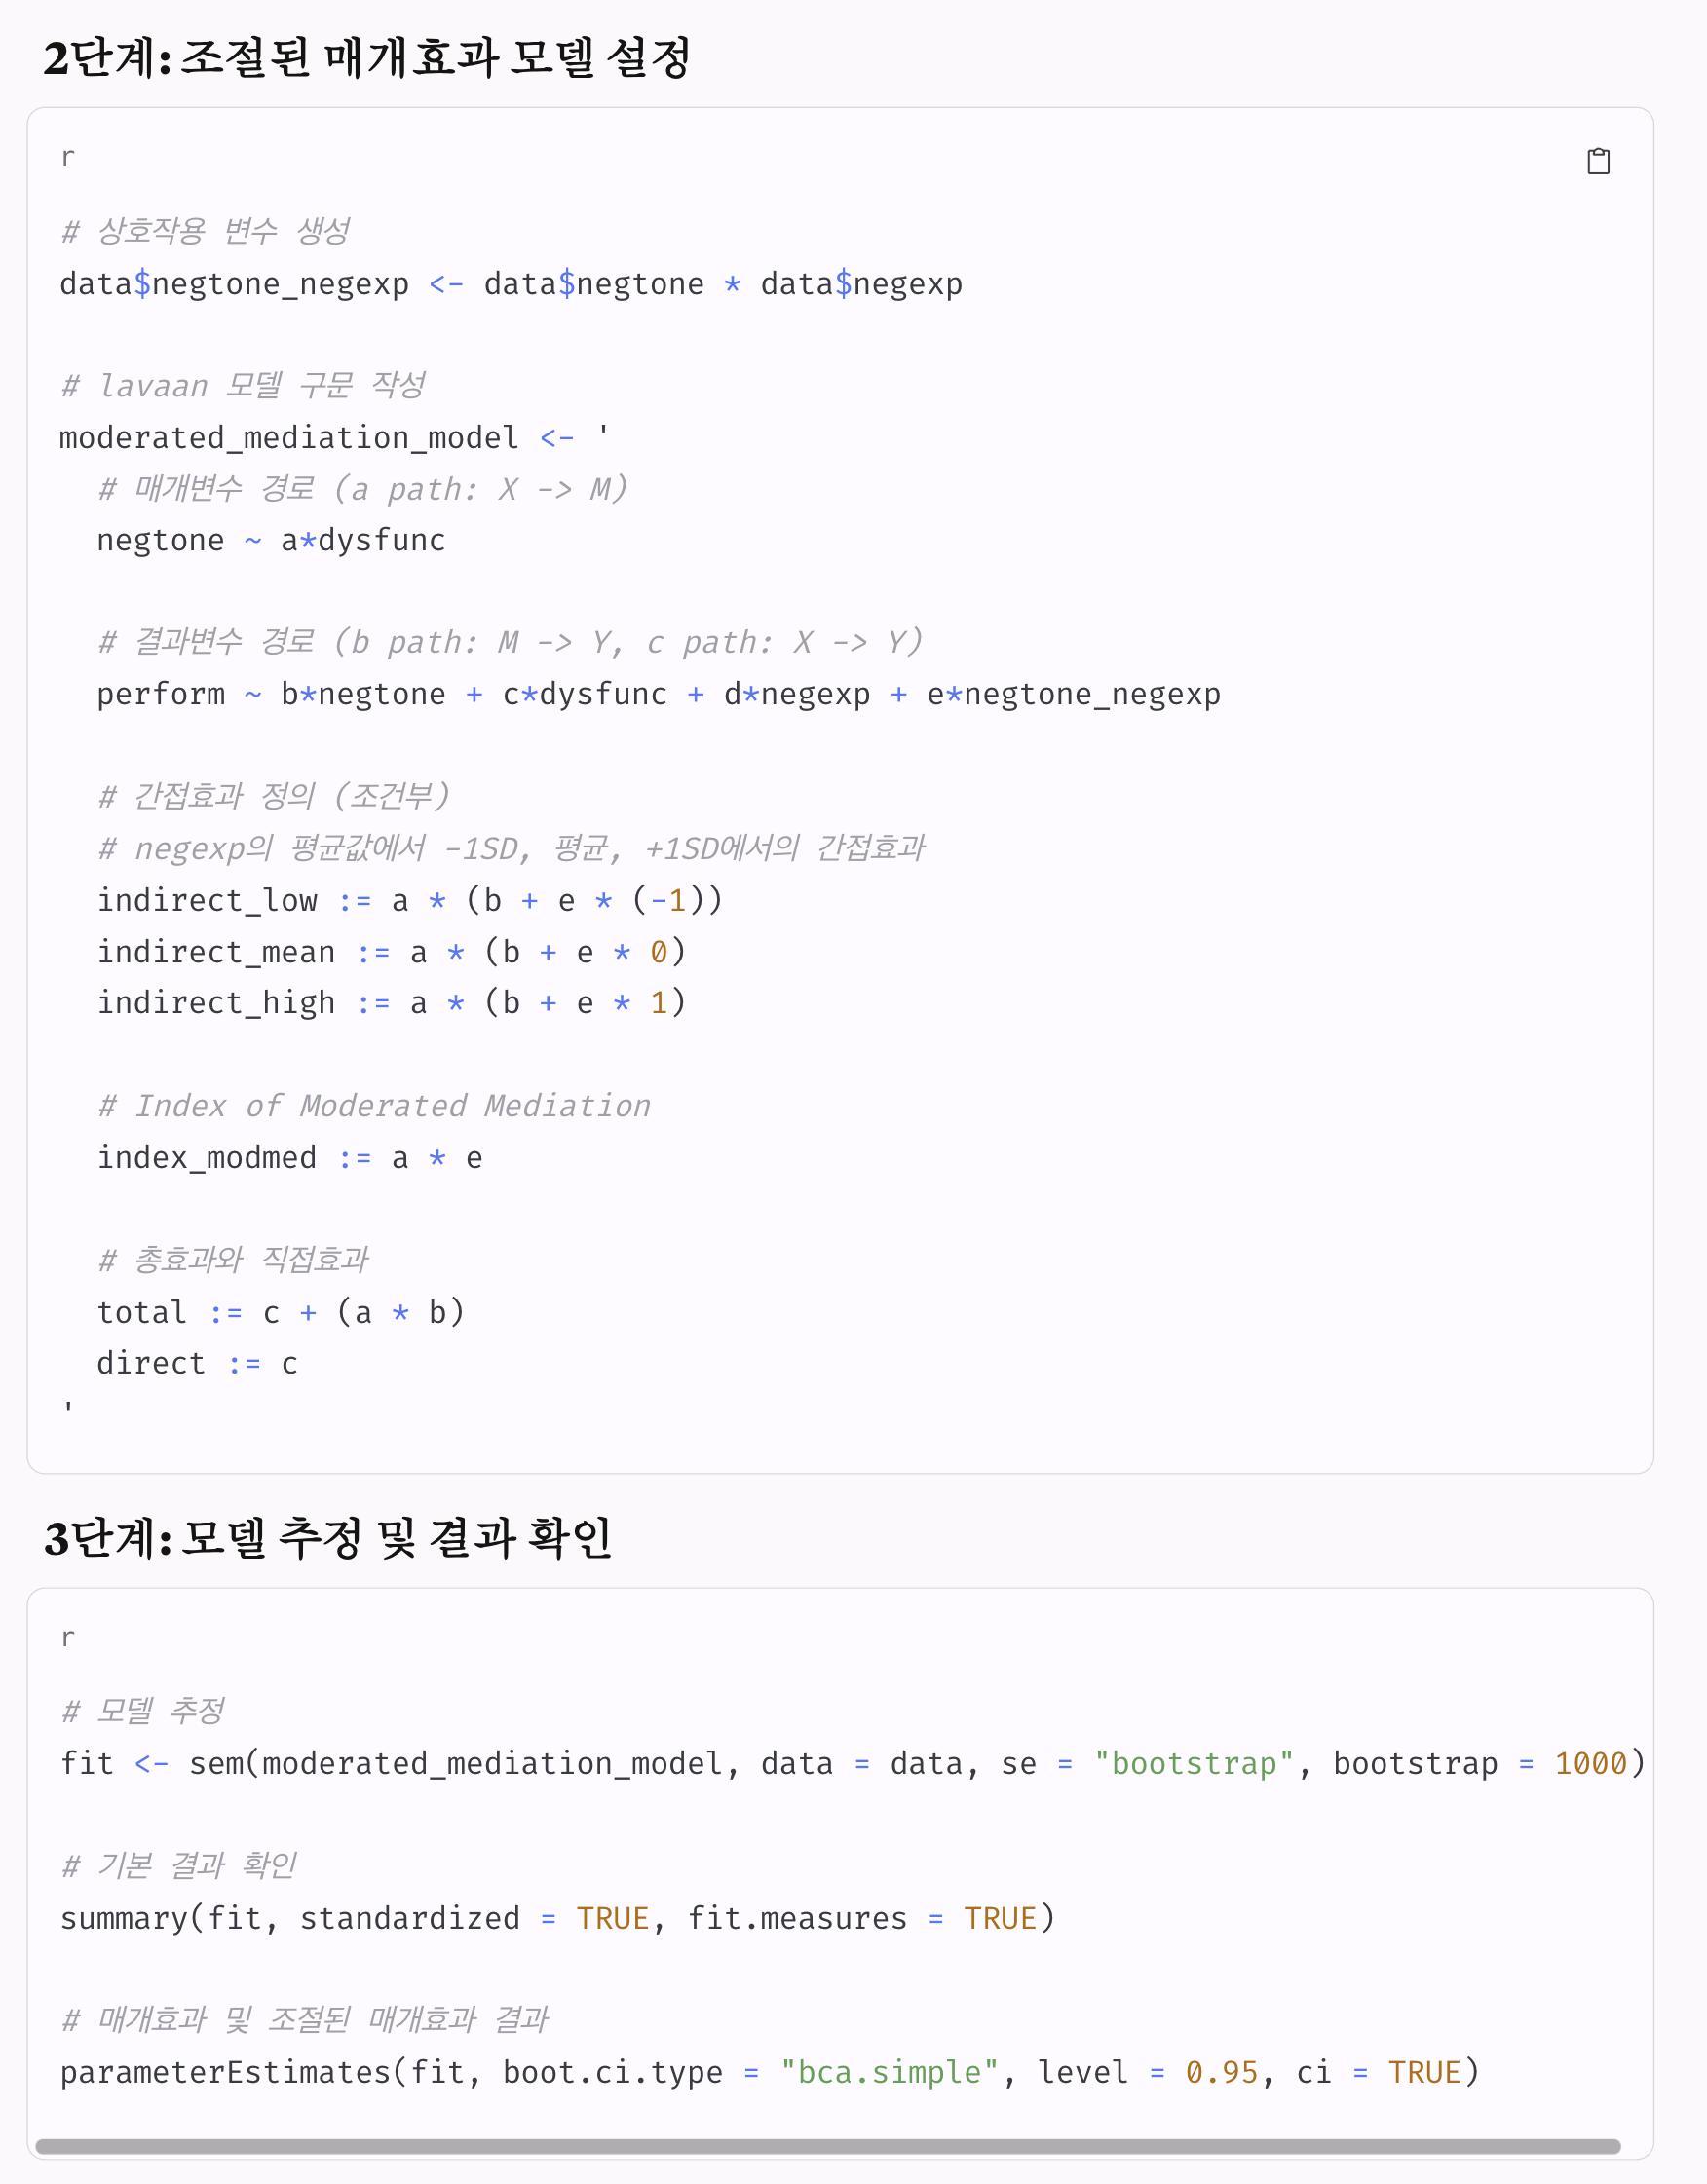 2단계: 조절된 매개효과 모델 설정
r
# 상호작용 변수 생성
data$negtone_negexp <- data$negtone * data$negexp
# lavaan 모델 구문 작성
moderated_mediation_model <- '
# 매개변수 경로 (a path: X -> M)
negtone ~ a*dysfunc
# 결과변수 경로 (b path: M -> Y, c path: X -> Y)
perform ~ b*negtone + c*dysfunc + d*negexp + e*negtone_negexp
# 간접효과 정의 (조건부)
# negexp의 평균값에서 -1SD, 평균, +1SD에서의 간접효과
indirect_low := a * (b + e * (-1))
indirect_mean := a * (b + e * 0)
indirect_high := a * (b + e * 1)
# Index of Moderated Mediation
index_modmed := a * e
# 총효과와 직접효과
total := c + (a * b)
direct := c
'
3단계: 모델 추정 및 결과 확인
r
# 모델 추정
fit <- sem(moderated_mediation_model, data = data, se = "bootstrap", bootstrap = 1000)
# 기본 결과 확인
summary(fit, standardized = TRUE, fit.measures = TRUE)
# 매개효과 및 조절된 매개효과 결과
parameterEstimates(fit, boot.ci.type = "bca.simple", level = 0.95, ci = TRUE)